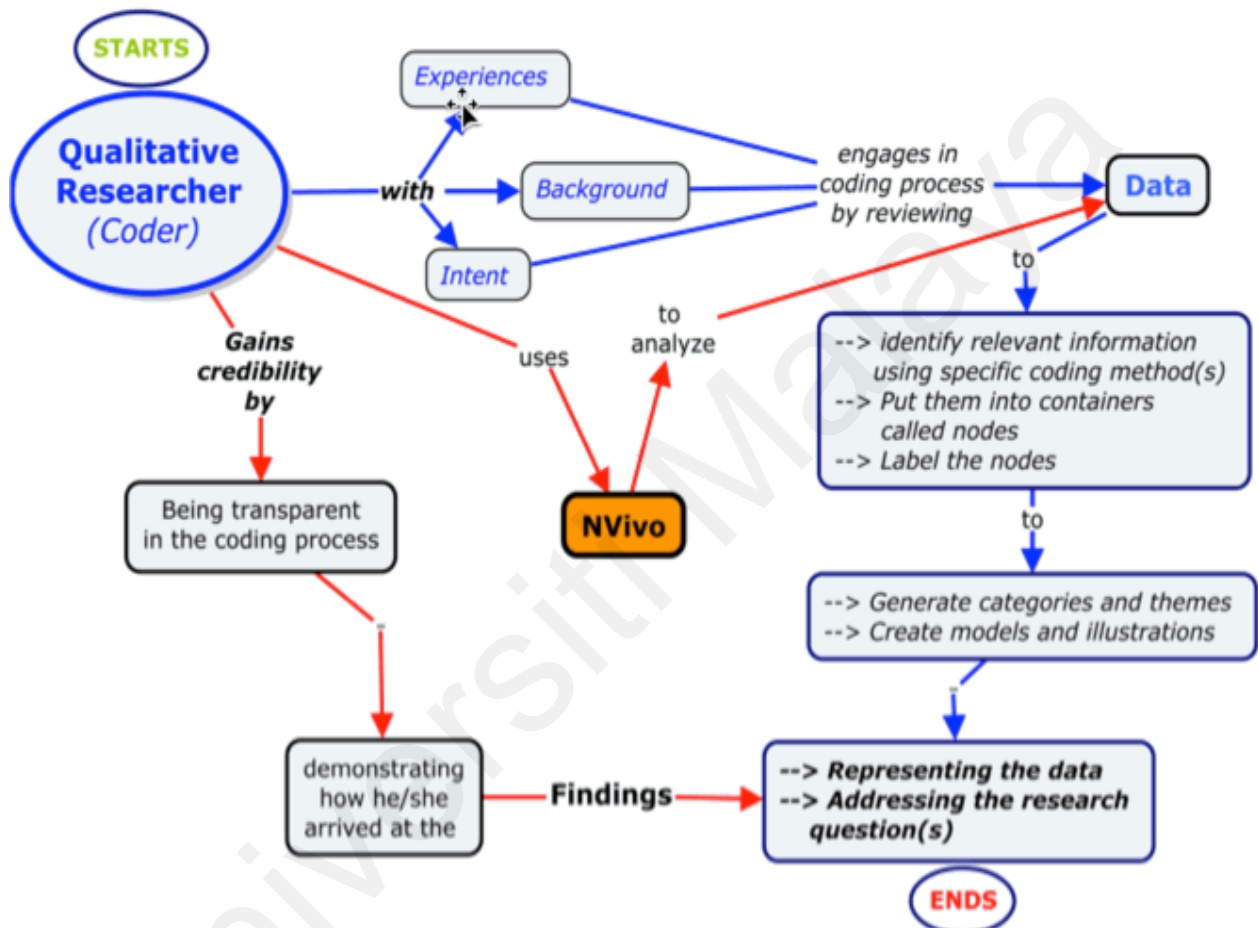 STARTS
Qualitative
Researcher
(Coder)
with
Experiences
Background
Intent
engages in
coding process
by reviewing
Data
to
--> identify relevant information
using specific coding method(s)
--> Put them into containers
called nodes
--> Label the nodes
to
--> Generate categories and themes
--> Create models and illustrations
-
--> Representing the data
--> Addressing the research
question(s)
ENDS
uses
NVivo
to
analyze
Gains
credibility
by
Being transparent
in the coding process
-
demonstrating
how he/she
arrived at the
Findings
niversiti Malaya